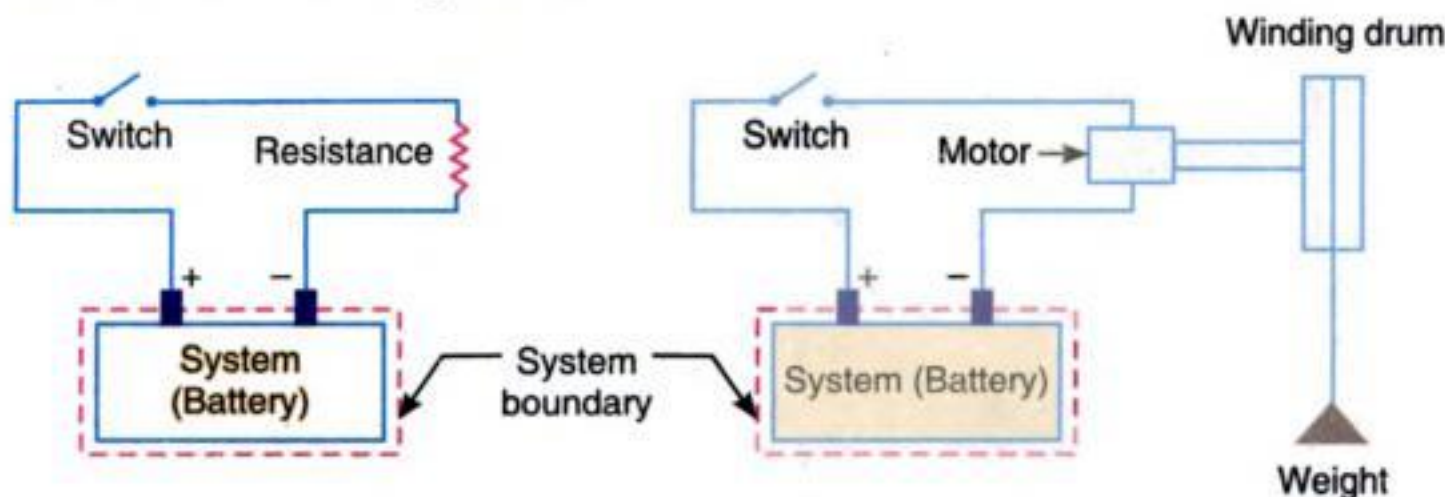 Winding drum
Switch
Resistance
Switch
Motor
+ −
+ −
System
(Battery)
System
boundary
System (Battery)
Weight